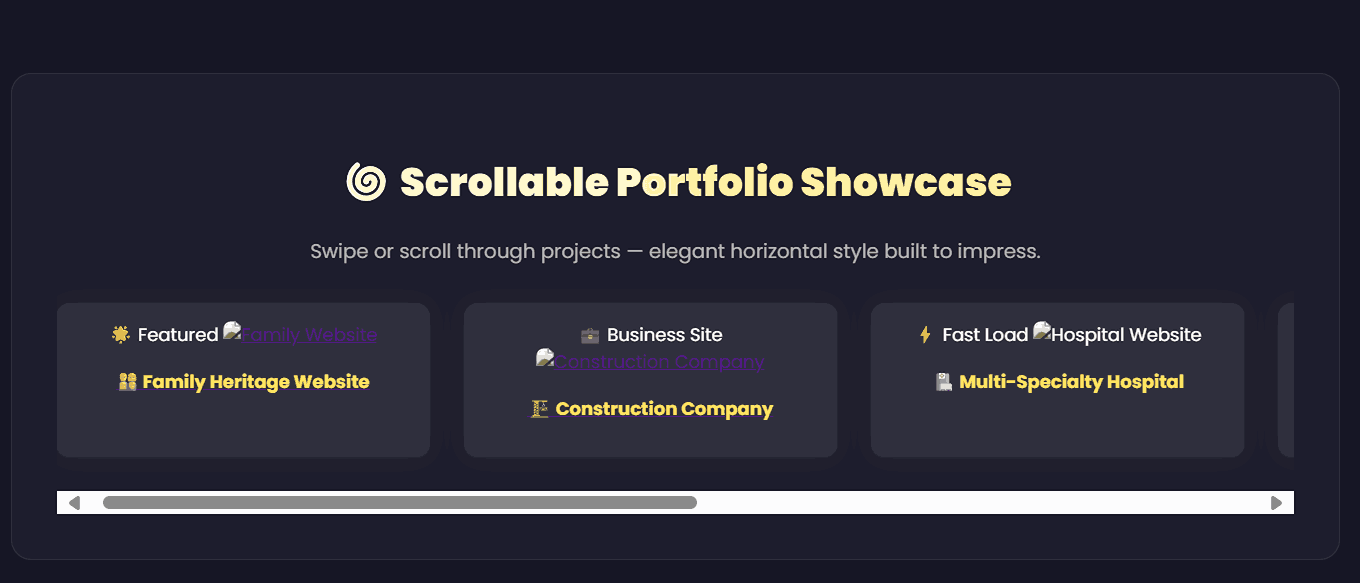 🌀 Scrollable Portfolio Showcase
Swipe or scroll through projects — elegant horizontal style built to impress.
🌟 Featured Family Website
👨‍👩‍👧‍👦 Family Heritage Website
💼 Business Site
Construction Company
🏗️ Construction Company
⚡ Fast Load Hospital Website
🏥 Multi-Specialty Hospital